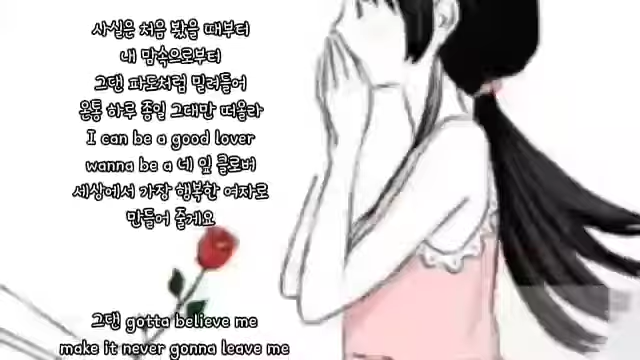 사실은 처음 봤을 때부터
내 맘속으로부터
그댄 파도처럼 밀려들어
온통 하루 종일 그대만 떠올라
I can be a good lover
wanna be a 네 잎 클로버
세상에서 가장 행복한 여자로
만들어 줄게요
그댄 gotta believe me
make it never gonna leave me